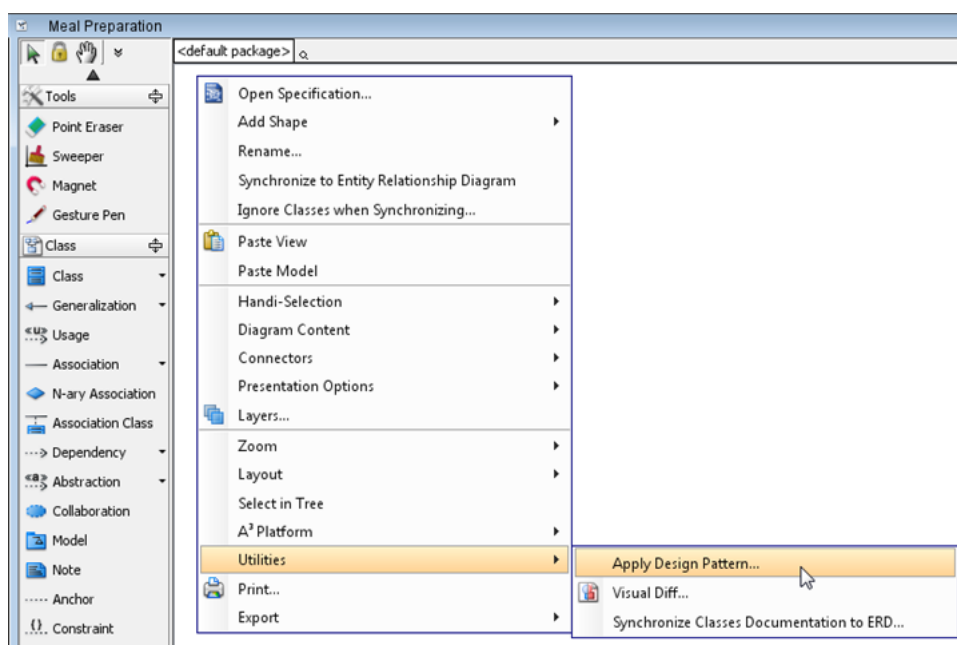 Meal Preparation
<default package>
Tools
Point Eraser
Sweeper
Magnet
Gesture Pen
Class
Class
Generalization
Usage
Association
N-ary Association
Association Class
Dependency
Abstraction
Collaboration
Model
Note
Anchor
Constraint
Open Specification...
Add Shape
Rename...
Synchronize to Entity Relationship Diagram
Ignore Classes when Synchronizing...
Paste View
Paste Model
Handi-Selection
Diagram Content
Connectors
Presentation Options
Layers...
Zoom
Layout
Select in Tree
A³ Platform
Utilities
Print...
Export
Apply Design Pattern...
Visual Diff...
Synchronize Classes Documentation to ERD...